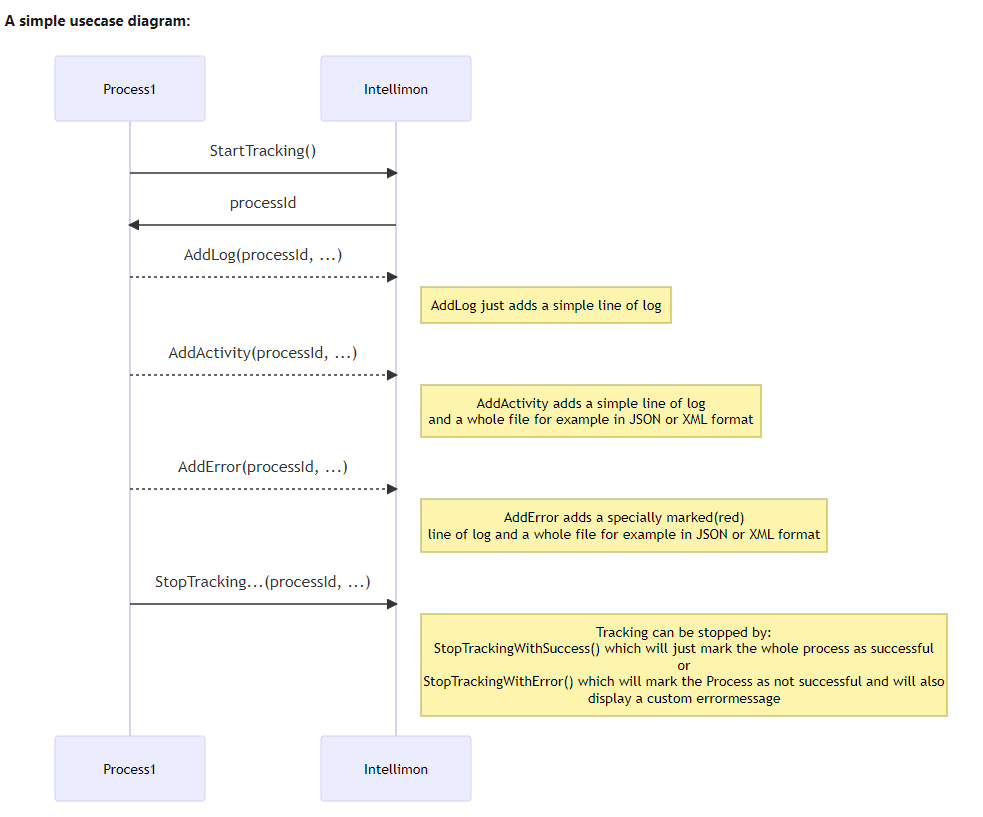 A simple usecase diagram:
Process1
Intellimon
StartTracking()
processId
AddLog(processId, ...)
AddLog just adds a simple line of log
AddActivity(processId, ...)
AddActivity adds a simple line of log
and a whole file for example in JSON or XML format
AddError(processId, ...)
AddError adds a specially marked(red)
line of log and a whole file for example in JSON or XML format
StopTracking...(processId, ...)
Tracking can be stopped by:
StopTrackingWithSuccess() which will just mark the whole process as successful
or
StopTrackingWithError() which will mark the Process as not successful and will also
display a custom errormessage
Process1
Intellimon